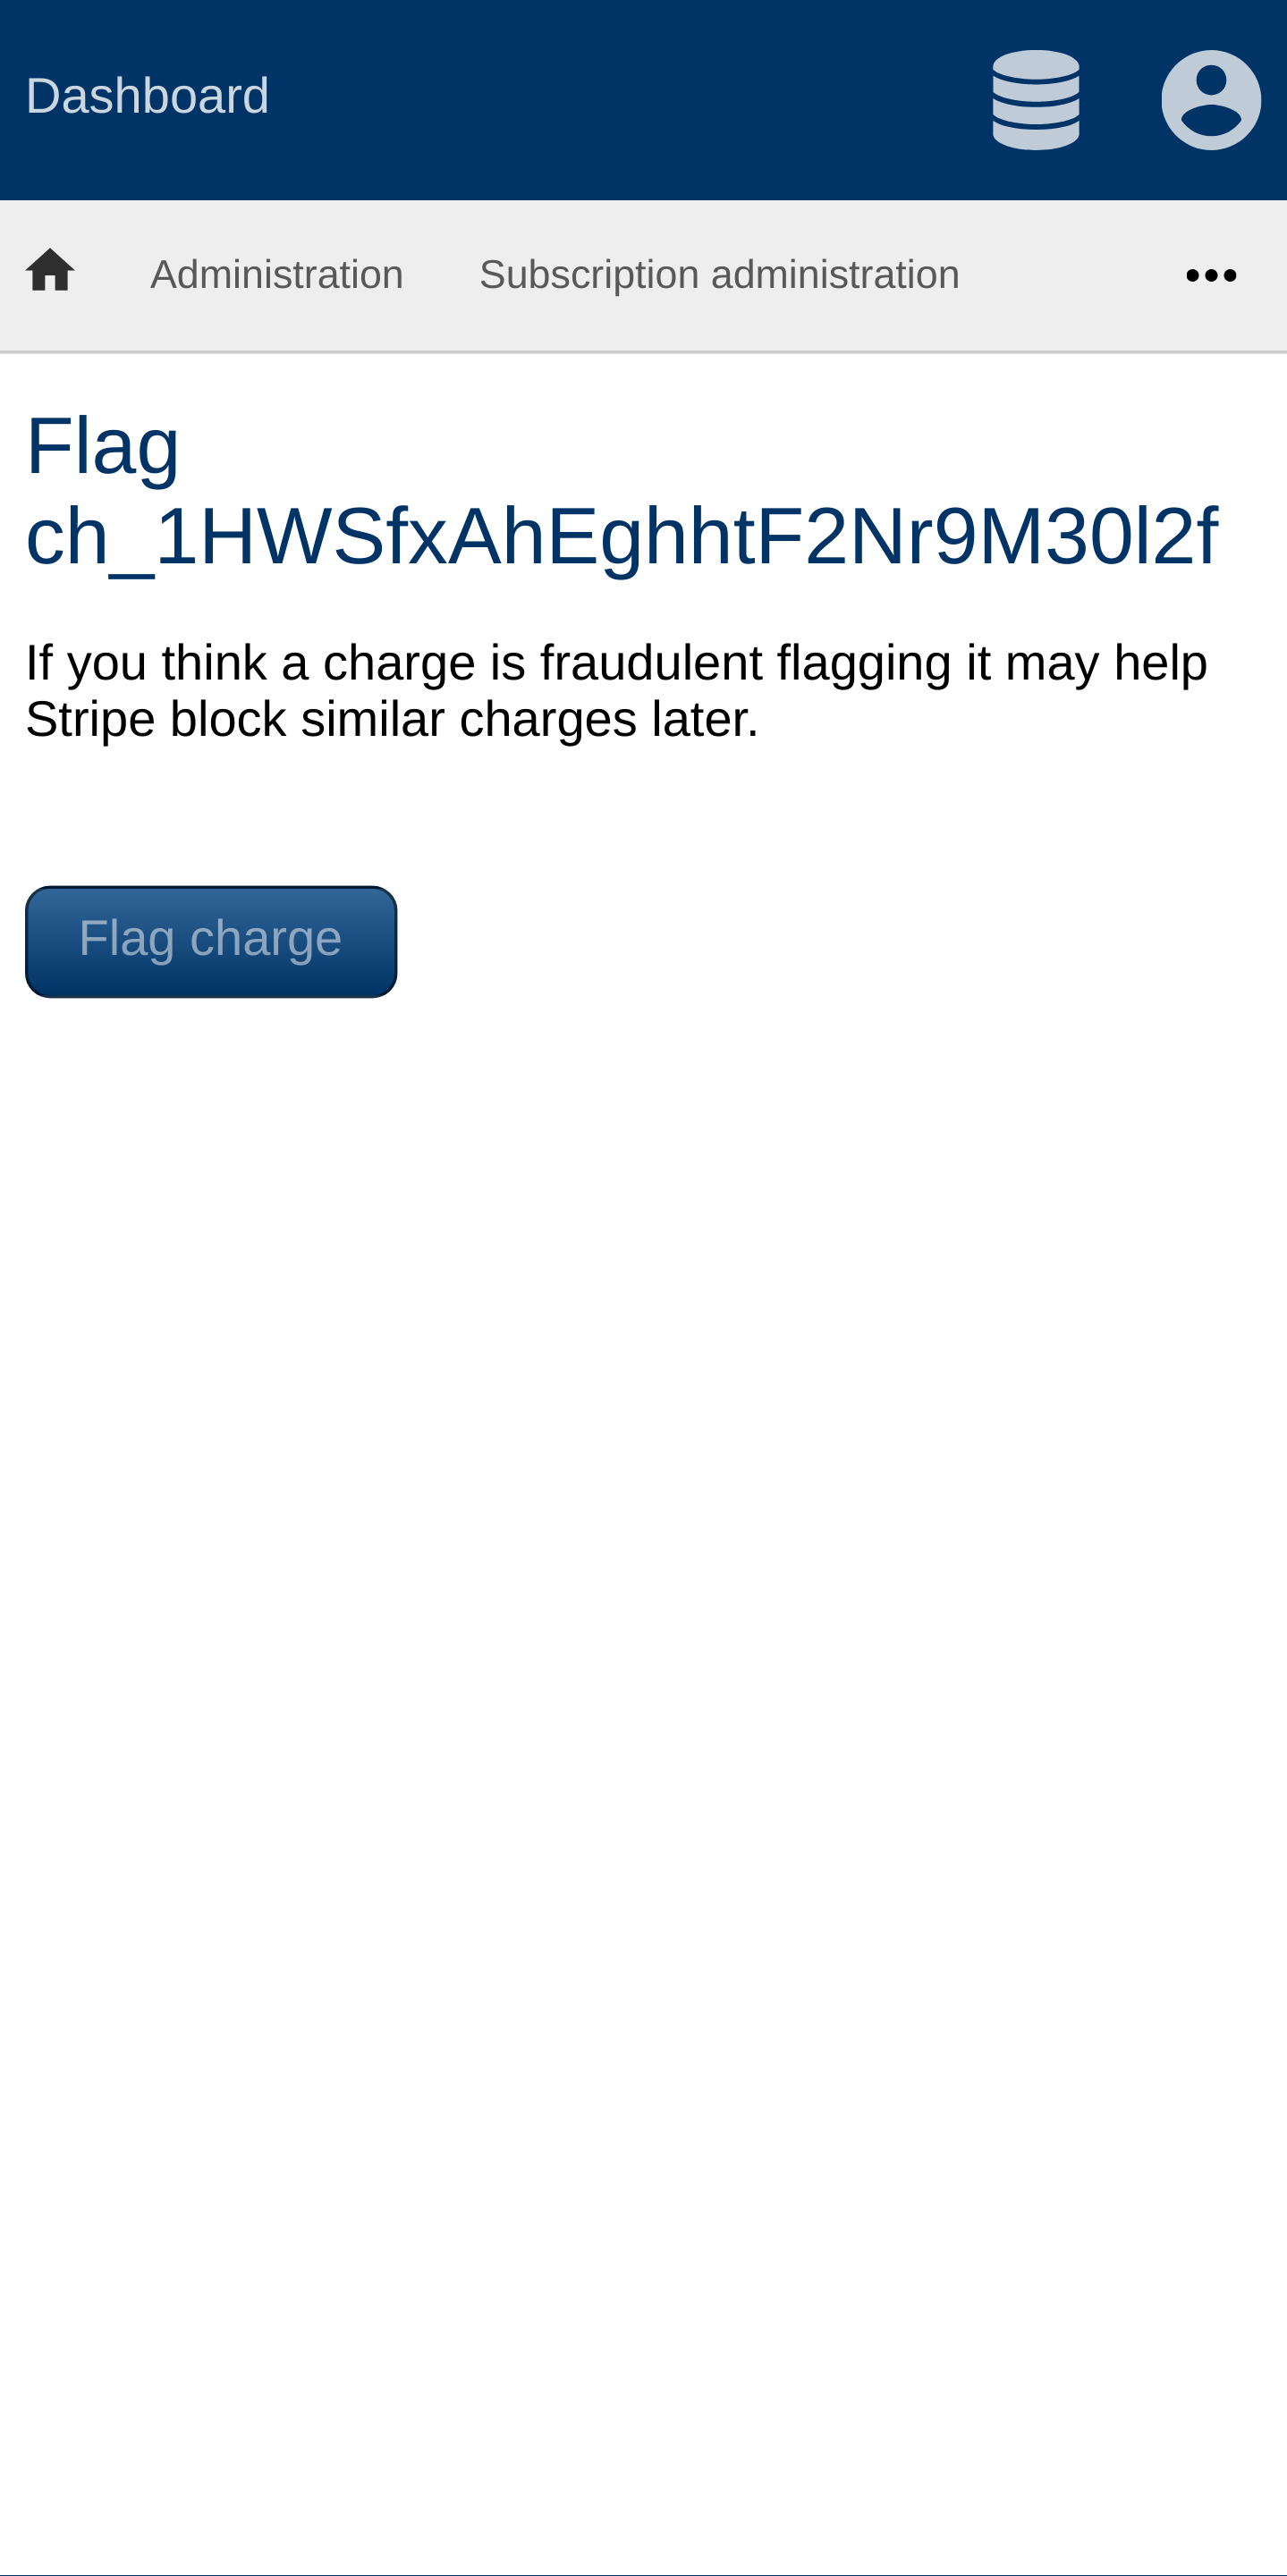 Dashboard
Administration Subscription administration
Flag
ch_1HWSfxAhEghhtF2Nr9M30l2f
If you think a charge is fraudulent flagging it may help
Stripe block similar charges later.
Flag charge